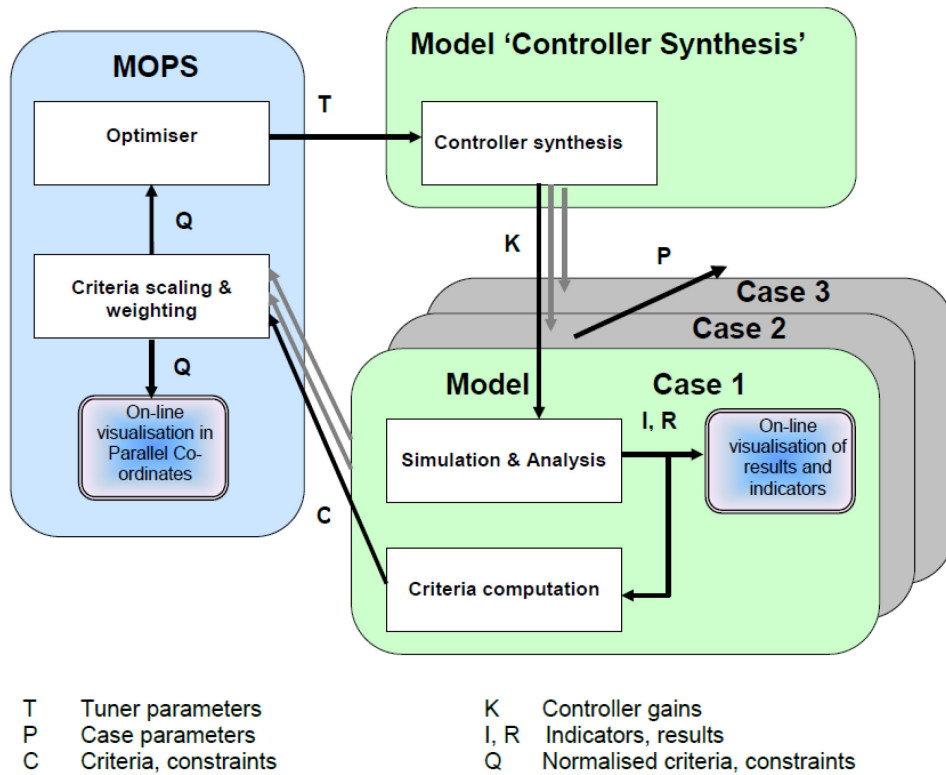 MOPS
Optimiser
Q
Criteria scaling &
weighting
Q
On-line
visualisation in
Parallel Co-
ordinates
T
Model ‘Controller Synthesis’
Controller synthesis
K
P
Case 3
Case 2
Model
Case 1
Simulation & Analysis
I, R
On-line
visualisation of
results and
indicators
C
Criteria computation
T Tuner parameters
P Case parameters
C Criteria, constraints
K Controller gains
I, R Indicators, results
Q Normalised criteria, constraints